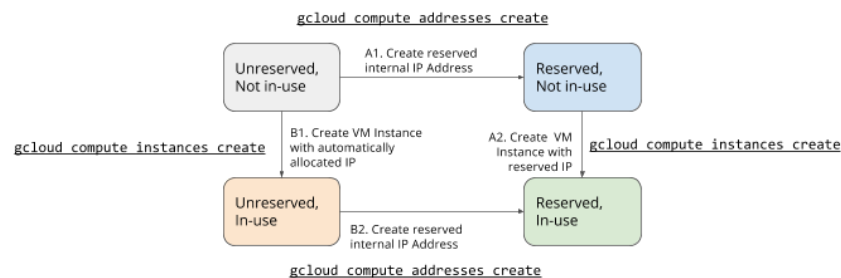 gcloud compute addresses create
Unreserved,
Not in-use
A1. Create reserved
internal IP Address
Reserved,
Not in-use
gcloud compute instances create
B1. Create VM Instance
with automatically
allocated IP
A2. Create VM
Instance with
reserved IP
gcloud compute instances create
Unreserved,
In-use
B2. Create reserved
internal IP Address
Reserved,
In-use
gcloud compute addresses create